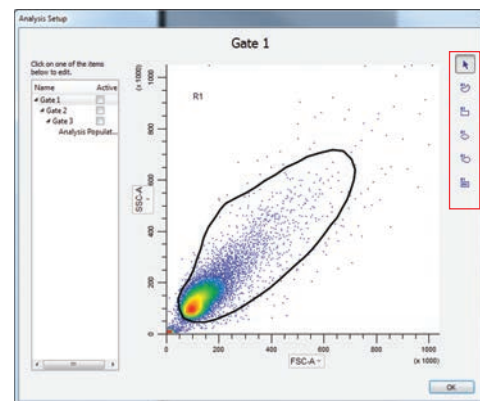 Analysis Setup
Gate 1
Click on one of the items
below to edit.
Name Active
Gate 1
Gate 2
Gate 3
Analysis Populat...
R1
(x 1000)
1000
800
600
400
200
0
SSC-A
0 200 400 600 800 1000
FSC-A
(x 1000)
OK